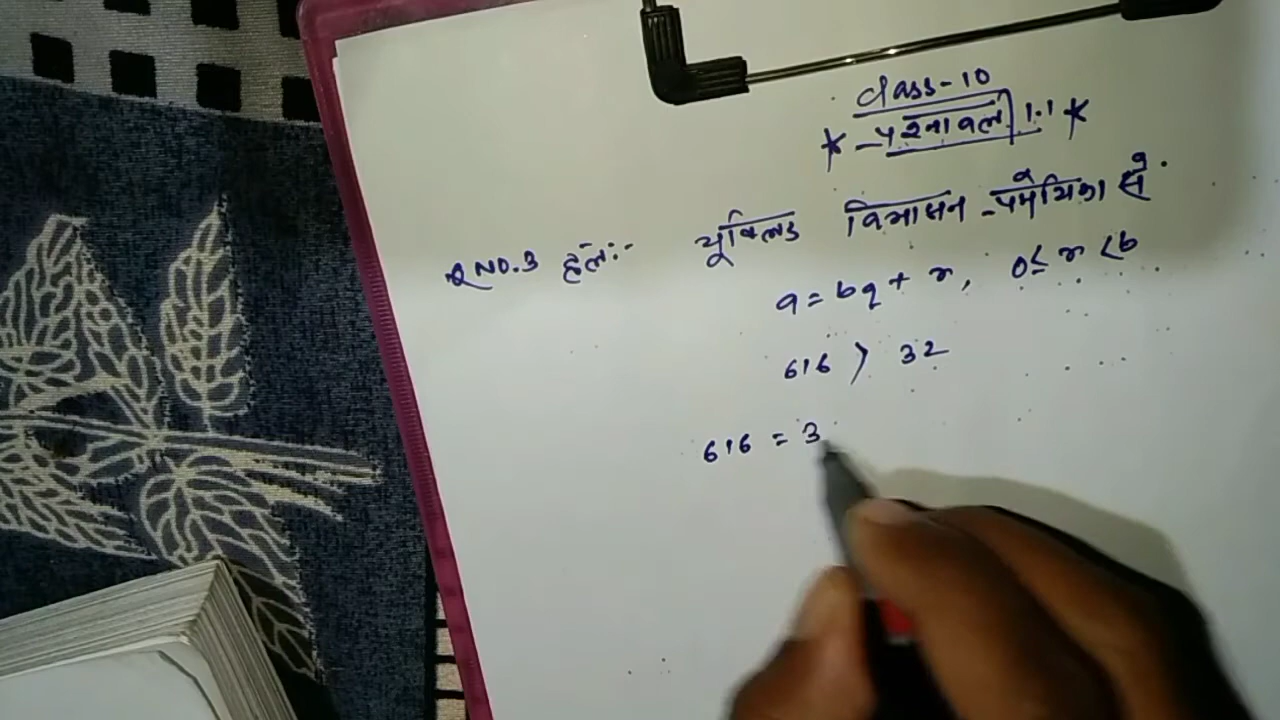 Class-10
* प्रश्नावली 1.1 *
Q NO.3 हल:- यूक्लिड विभाजन प्रमेयिका से
a = bq + r, 0 ≤ r < b
616 > 32
616 = 3